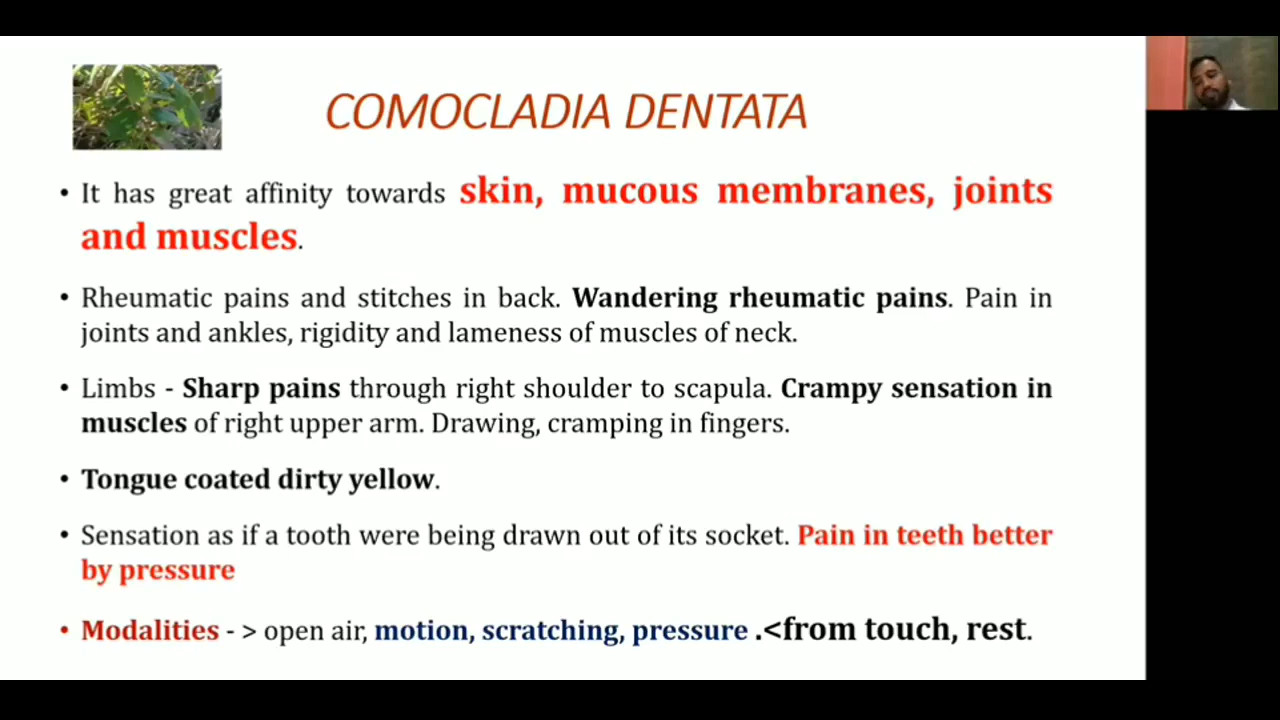 COMOCLADIA DENTATA
• It has great affinity towards skin, mucous membranes, joints
and muscles.
• Rheumatic pains and stitches in back. Wandering rheumatic pains. Pain in
joints and ankles, rigidity and lameness of muscles of neck.
• Limbs - Sharp pains through right shoulder to scapula. Crampy sensation in
muscles of right upper arm. Drawing, cramping in fingers.
• Tongue coated dirty yellow.
• Sensation as if a tooth were being drawn out of its socket. Pain in teeth better
by pressure
• Modalities - > open air, motion, scratching, pressure .<from touch, rest.